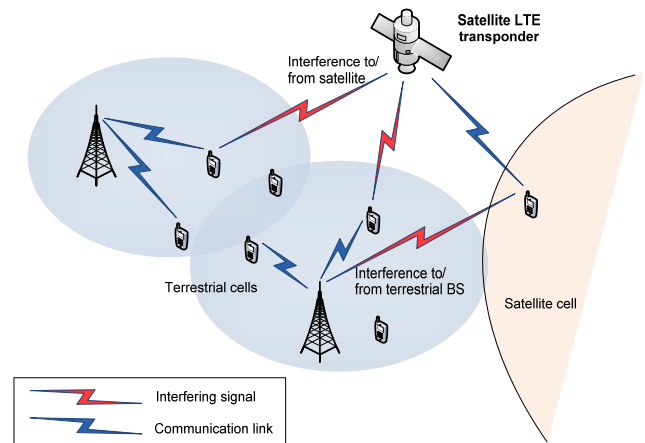 Satellite LTE
transponder
Interference to/
from satellite
Interference to/
from terrestrial BS
Terrestrial cells
Satellite cell
Interfering signal
Communication link